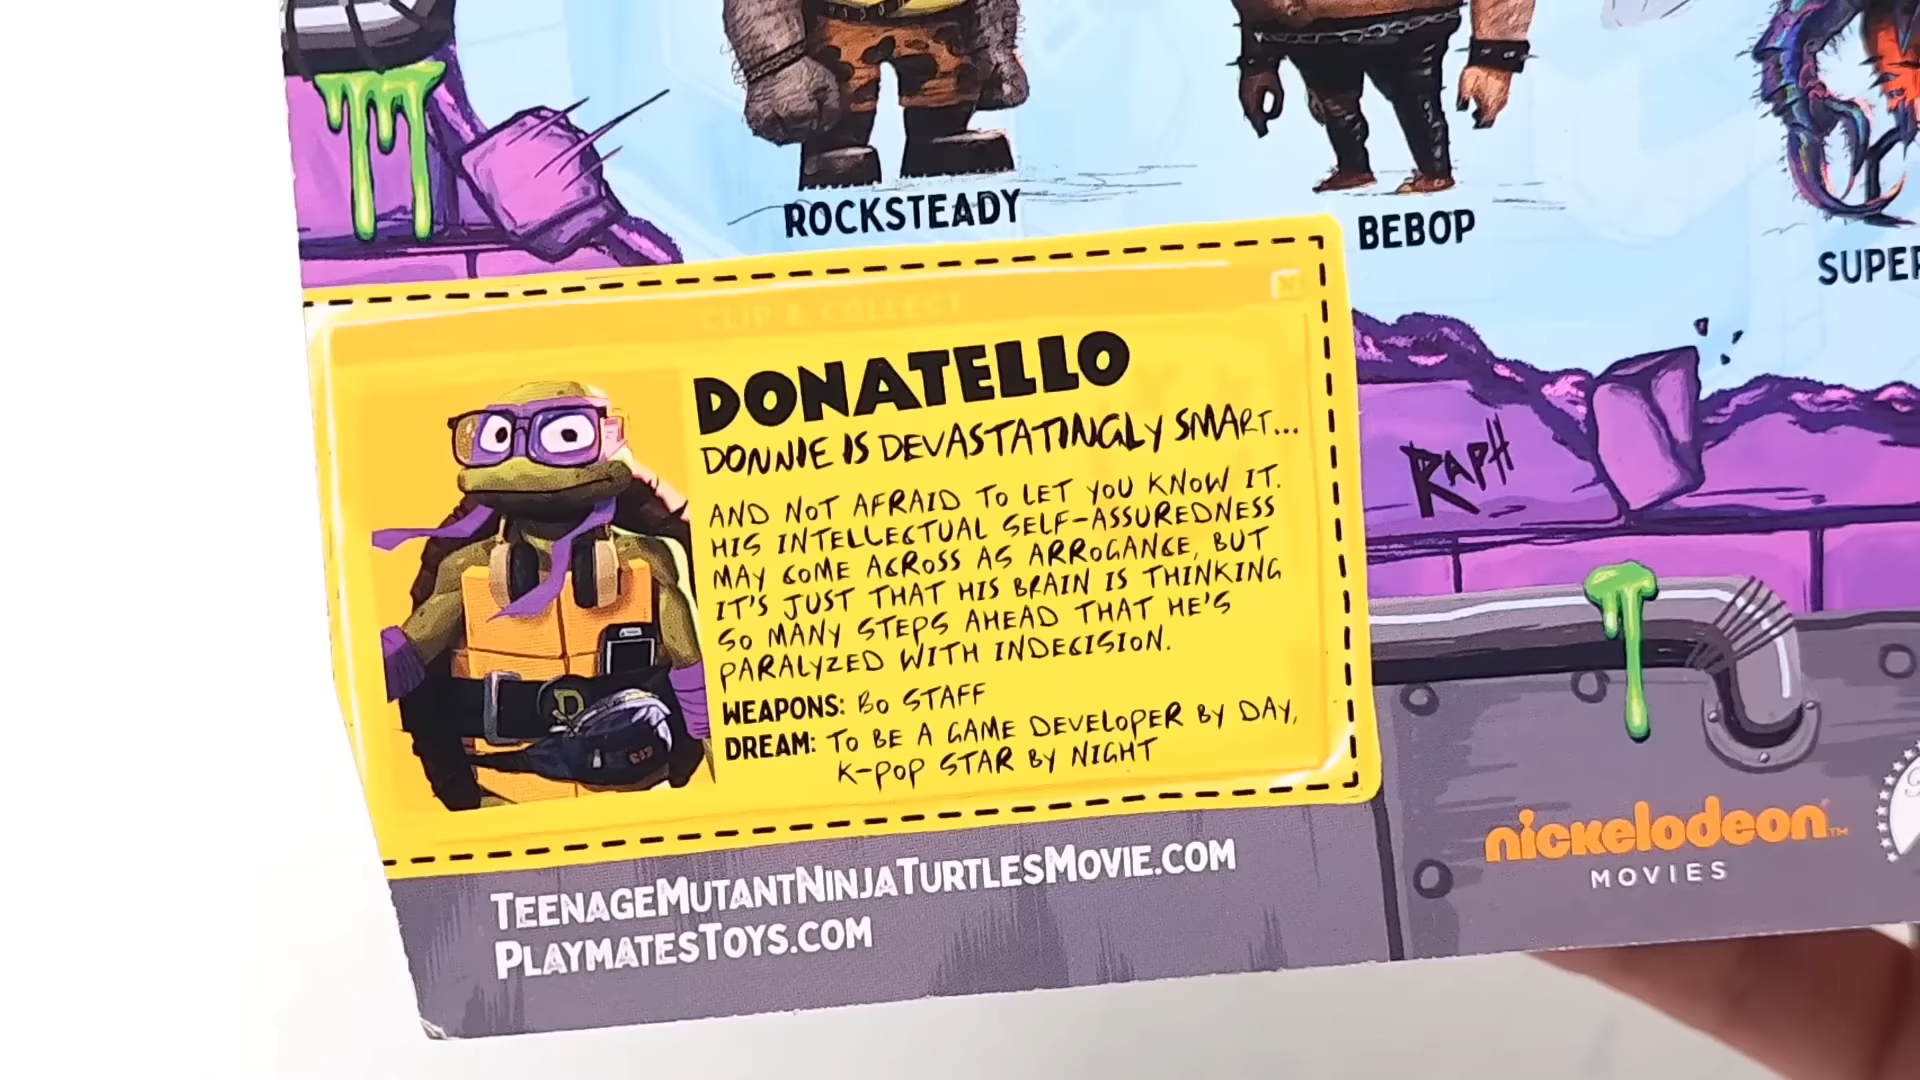 ROCKSTEADY
BEBOP
SUPER
CLIP & COLLECT
DONATELLO
DONNIE IS DEVASTATINGLY SMART...
AND NOT AFRAID TO LET YOU KNOW IT.
HIS INTELLECTUAL SELF-ASSUREDNESS
MAY COME ACROSS AS ARROGANCE, BUT
IT'S JUST THAT HIS BRAIN IS THINKING
SO MANY STEPS AHEAD THAT HE'S
PARALYZED WITH INDECISION.
WEAPONS: BO STAFF
DREAM: TO BE A GAME DEVELOPER BY DAY,
K-POP STAR BY NIGHT
D
RAPH
TEENAGEMUTANTNINJATURTLESMOVIE.COM
PLAYMATESTOYS.COM
nickelodeon™
MOVIES